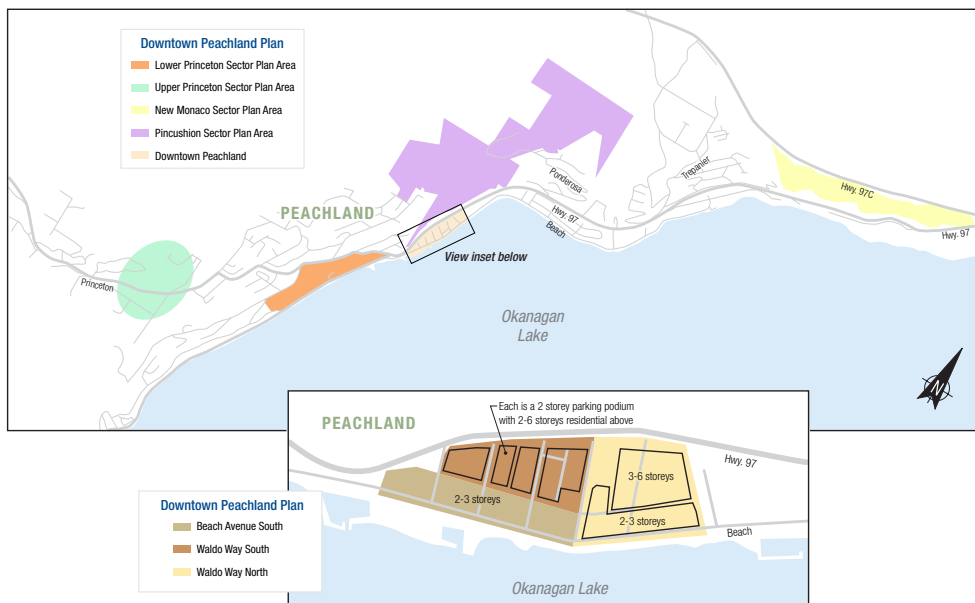 Downtown Peachland Plan
Lower Princeton Sector Plan Area
Upper Princeton Sector Plan Area
New Monaco Sector Plan Area
Pincushion Sector Plan Area
Downtown Peachland
PEACHLAND
Ponderosa
Trepanier
Hwy. 97C
Hwy. 97
Beach
Hwy. 97
View inset below
Princeton
Okanagan
Lake
N
Each is a 2 storey parking podium
with 2-6 storeys residential above
PEACHLAND
Hwy. 97
3-6 storeys
2-3 storeys
2-3 storeys
Beach
Downtown Peachland Plan
Beach Avenue South
Waldo Way South
Waldo Way North
Okanagan Lake